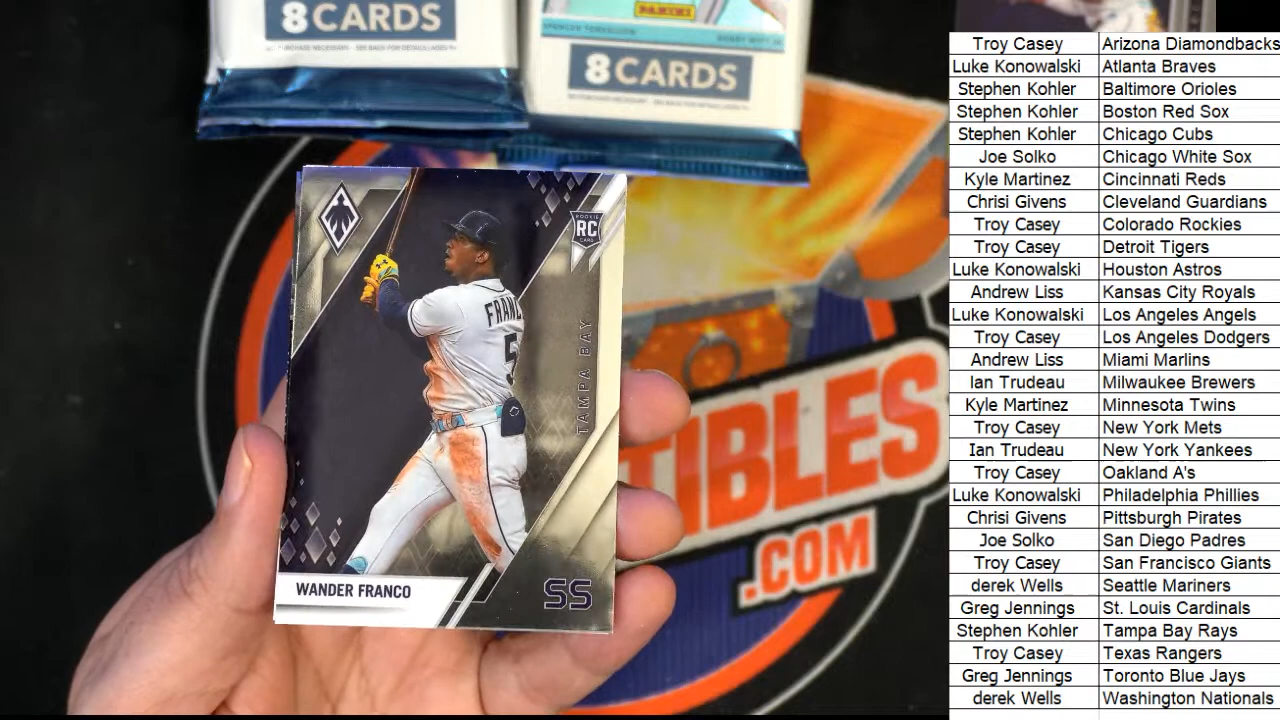 8 CARDS
PANINI
SPENCER TORKELSON
8 CARDS
ROOKIE
RC
CARD
FRANC
5
TAMPA BAY
WANDER FRANCO
SS
TIBLES
.COM
Troy Casey Arizona Diamondbacks
Luke Konowalski Atlanta Braves
Stephen Kohler Baltimore Orioles
Stephen Kohler Boston Red Sox
Stephen Kohler Chicago Cubs
Joe Solko Chicago White Sox
Kyle Martinez Cincinnati Reds
Chrisi Givens Cleveland Guardians
Troy Casey Colorado Rockies
Troy Casey Detroit Tigers
Luke Konowalski Houston Astros
Andrew Liss Kansas City Royals
Luke Konowalski Los Angeles Angels
Troy Casey Los Angeles Dodgers
Andrew Liss Miami Marlins
Ian Trudeau Milwaukee Brewers
Kyle Martinez Minnesota Twins
Troy Casey New York Mets
Ian Trudeau New York Yankees
Troy Casey Oakland A's
Luke Konowalski Philadelphia Phillies
Chrisi Givens Pittsburgh Pirates
Joe Solko San Diego Padres
Troy Casey San Francisco Giants
derek Wells Seattle Mariners
Greg Jennings St. Louis Cardinals
Stephen Kohler Tampa Bay Rays
Troy Casey Texas Rangers
Greg Jennings Toronto Blue Jays
derek Wells Washington Nationals